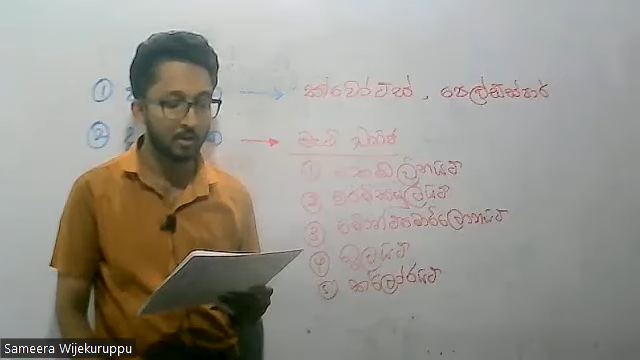 ① → ක්වෝර්ට්ස් , ෆෙල්ඩ්ස්පාර්
② → මැටි ඛනිජ
① කෙඕලිනයිට්
② වර්මිකියුලයිට්
③ මොන්ට්මොරිලොනයිට්
④ ඉලයිට්
⑤ ක්ලෝරයිට්
Sameera Wijekuruppu